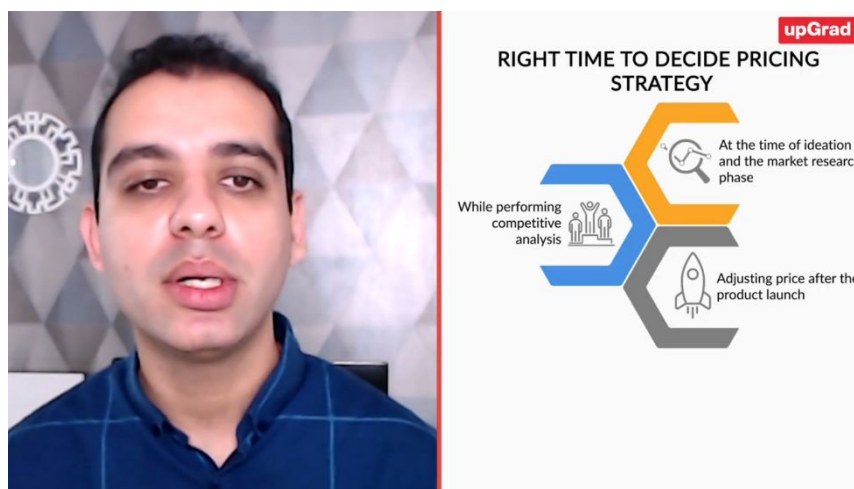 upGrad
RIGHT TIME TO DECIDE PRICING
STRATEGY
At the time of ideation
and the market researc
phase
While performing
competitive
analysis
Adjusting price after the
product launch